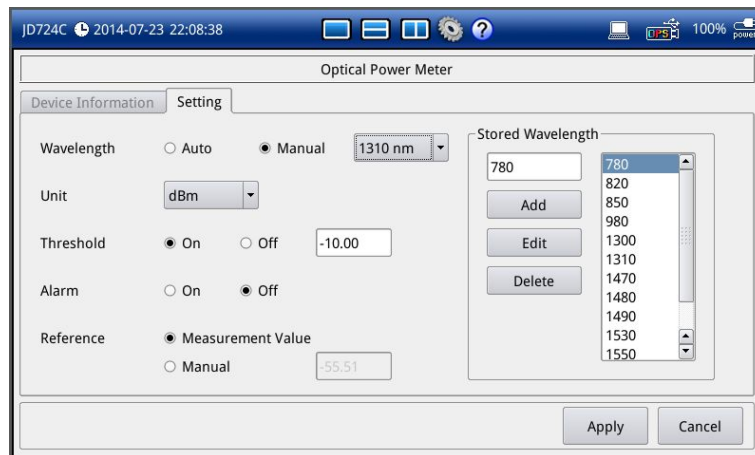 JD724C 2014-07-23 22:08:38 ? OPS 100% power
Optical Power Meter
Device Information Setting
Wavelength Auto Manual 1310 nm
Unit dBm
Threshold On Off -10.00
Alarm On Off
Reference Measurement Value
Manual -55.51
Stored Wavelength
780
Add
Edit
Delete
780
820
850
980
1300
1310
1470
1480
1490
1530
1550
Apply Cancel